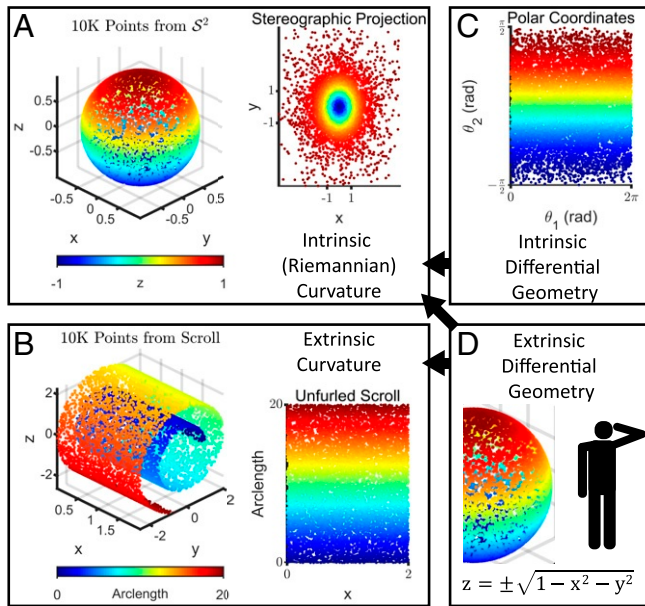 A
10K Points from S²
z
0.5
0
-0.5
-0.5
0
0.5
-0.5
0
0.5
x
y
-1
z
1
Stereographic Projection
y
1
-1
-1 1
x
Intrinsic
(Riemannian)
Curvature
C
Polar Coordinates
π/2
θ₂ (rad)
-π/2
0
2π
θ₁ (rad)
Intrinsic
Differential
Geometry
B
10K Points from Scroll
z
2
0
-2
0.5
1
1.5
-2
0
2
x
y
0
Arclength
20
Extrinsic
Curvature
Unfurled Scroll
20
Arclength
0
0
2
x
D
Extrinsic
Differential
Geometry
z = ±√1− x² − y²